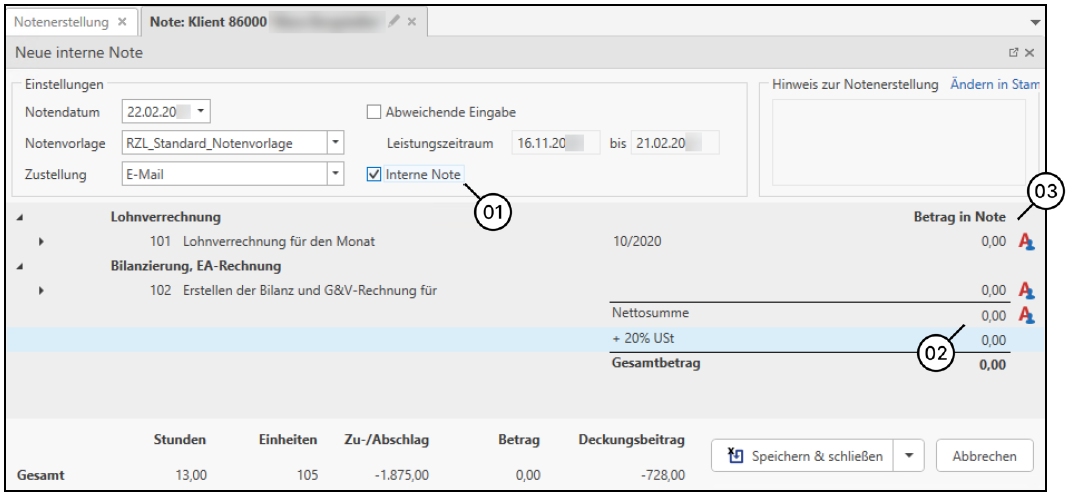 Notenerstellung × Note: Klient 86000 ×
Neue interne Note
Einstellungen
Hinweis zur Notenerstellung Ändern in Stam
Notendatum 22.02.20 Abweichende Eingabe
Notenvorlage RZL_Standard_Notenvorlage Leistungszeitraum 16.11.20 bis 21.02.20
Zustellung E-Mail Interne Note
01
03
Lohnverrechnung Betrag in Note
101 Lohnverrechnung für den Monat 10/2020 0,00
Bilanzierung, EA-Rechnung
102 Erstellen der Bilanz und G&V-Rechnung für 0,00
Nettosumme 0,00
+ 20% USt 0,00
02
Gesamtbetrag 0,00
Stunden Einheiten Zu-/Abschlag Betrag Deckungsbeitrag
Gesamt 13,00 105 -1.875,00 0,00 -728,00
Speichern & schließen Abbrechen